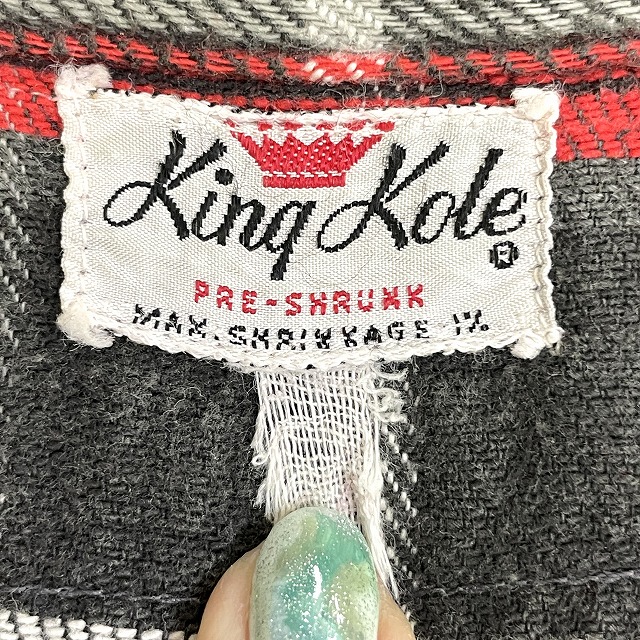 King Kole ®
PRE-SHRUNK
MAX. SHRINKAGE 1%